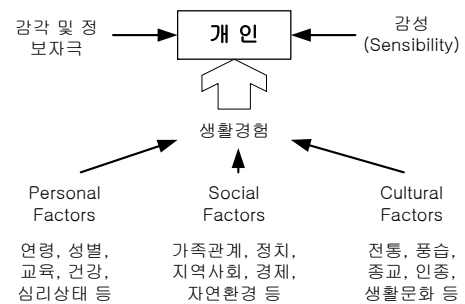 감각 및 정
보자극
개 인
감성
(Sensibility)
생활경험
Personal
Factors
Social
Factors
Cultural
Factors
연령, 성별,
교육, 건강,
심리상태 등
가족관계, 정치,
지역사회, 경제,
자연환경 등
전통, 풍습,
종교, 인종,
생활문화 등